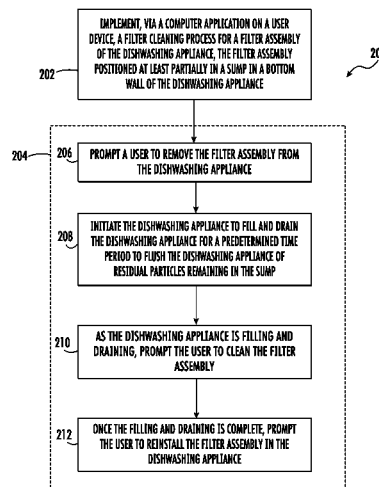 20
IMPLEMENT, VIA A COMPUTER APPLICATION ON A USER
DEVICE, A FILTER CLEANING PROCESS FOR A FILTER ASSEMBLY
OF THE DISHWASHING APPLIANCE, THE FILTER ASSEMBLY
POSITIONED AT LEAST PARTIALLY IN A SUMP IN A BOTTOM
WALL OF THE DISHWASHING APPLIANCE
202
204
206
PROMPT A USER TO REMOVE THE FILTER ASSEMBLY FROM
THE DISHWASHING APPLIANCE
208
INITIATE THE DISHWASHING APPLIANCE TO FILL AND DRAIN
THE DISHWASHING APPLIANCE FOR A PREDETERMINED TIME
PERIOD TO FLUSH THE DISHWASHING APPLIANCE OF
RESIDUAL PARTICLES REMAINING IN THE SUMP
210
AS THE DISHWASHING APPLIANCE IS FILLING AND
DRAINING, PROMPT THE USER TO CLEAN THE FILTER
ASSEMBLY
212
ONCE THE FILLING AND DRAINING IS COMPLETE, PROMPT
THE USER TO REINSTALL THE FILTER ASSEMBLY IN THE
DISHWASHING APPLIANCE